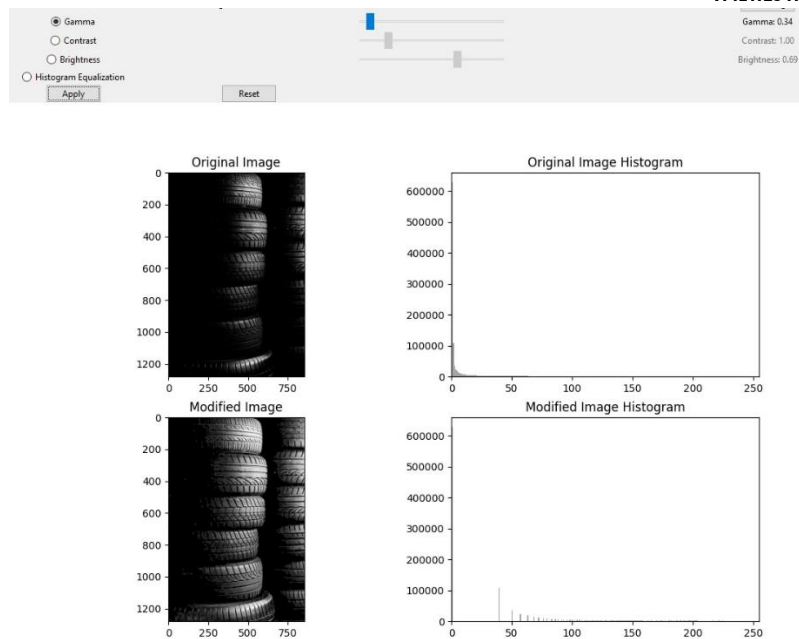 Gamma Gamma: 0.34
Contrast Contrast: 1.00
Brightness Brightness: 0.69
Histogram Equalization
Apply Reset
Original Image Original Image Histogram
0
200
400
600
800
1000
1200
0 250 500 750
600000
500000
400000
300000
200000
100000
0
0 50 100 150 200 250
Modified Image Modified Image Histogram
0
200
400
600
800
1000
1200
0 250 500 750
600000
500000
400000
300000
200000
100000
0
0 50 100 150 200 250